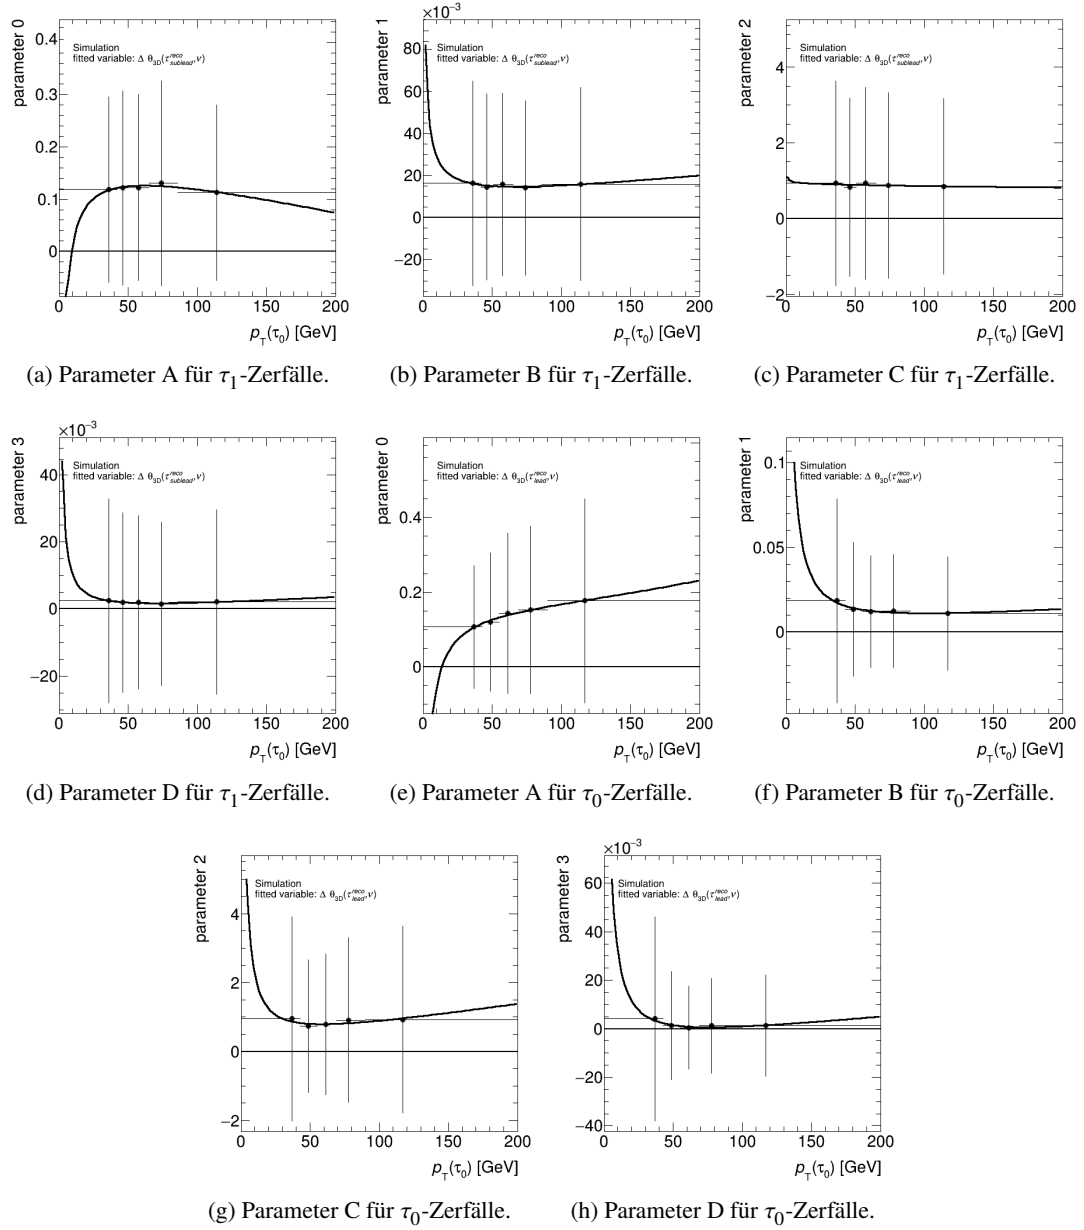 parameter 0
0.4
0.3
0.2
0.1
0
Simulation
fitted variable: Δ θ3D(τ^reco_sublead,ν)
0 50 100 150 200
pT(τ0) [GeV]
(a) Parameter A für τ1-Zerfälle.
×10−3
parameter 1
80
60
40
20
0
−20
Simulation
fitted variable: Δ θ3D(τ^reco_sublead,ν)
0 50 100 150 200
pT(τ0) [GeV]
(b) Parameter B für τ1-Zerfälle.
parameter 2
4
2
0
−2
Simulation
fitted variable: Δ θ3D(τ^reco_sublead,ν)
0 50 100 150 200
pT(τ0) [GeV]
(c) Parameter C für τ1-Zerfälle.
×10−3
parameter 3
40
20
0
−20
Simulation
fitted variable: Δ θ3D(τ^reco_sublead,ν)
0 50 100 150 200
pT(τ0) [GeV]
(d) Parameter D für τ1-Zerfälle.
parameter 0
0.4
0.2
0
Simulation
fitted variable: Δ θ3D(τ^reco_lead,ν)
0 50 100 150 200
pT(τ0) [GeV]
(e) Parameter A für τ0-Zerfälle.
parameter 1
0.1
0.05
0
Simulation
fitted variable: Δ θ3D(τ^reco_lead,ν)
0 50 100 150 200
pT(τ0) [GeV]
(f) Parameter B für τ0-Zerfälle.
parameter 2
4
2
0
−2
Simulation
fitted variable: Δ θ3D(τ^reco_lead,ν)
0 50 100 150 200
pT(τ0) [GeV]
(g) Parameter C für τ0-Zerfälle.
×10−3
parameter 3
60
40
20
0
−20
−40
Simulation
fitted variable: Δ θ3D(τ^reco_lead,ν)
0 50 100 150 200
pT(τ0) [GeV]
(h) Parameter D für τ0-Zerfälle.